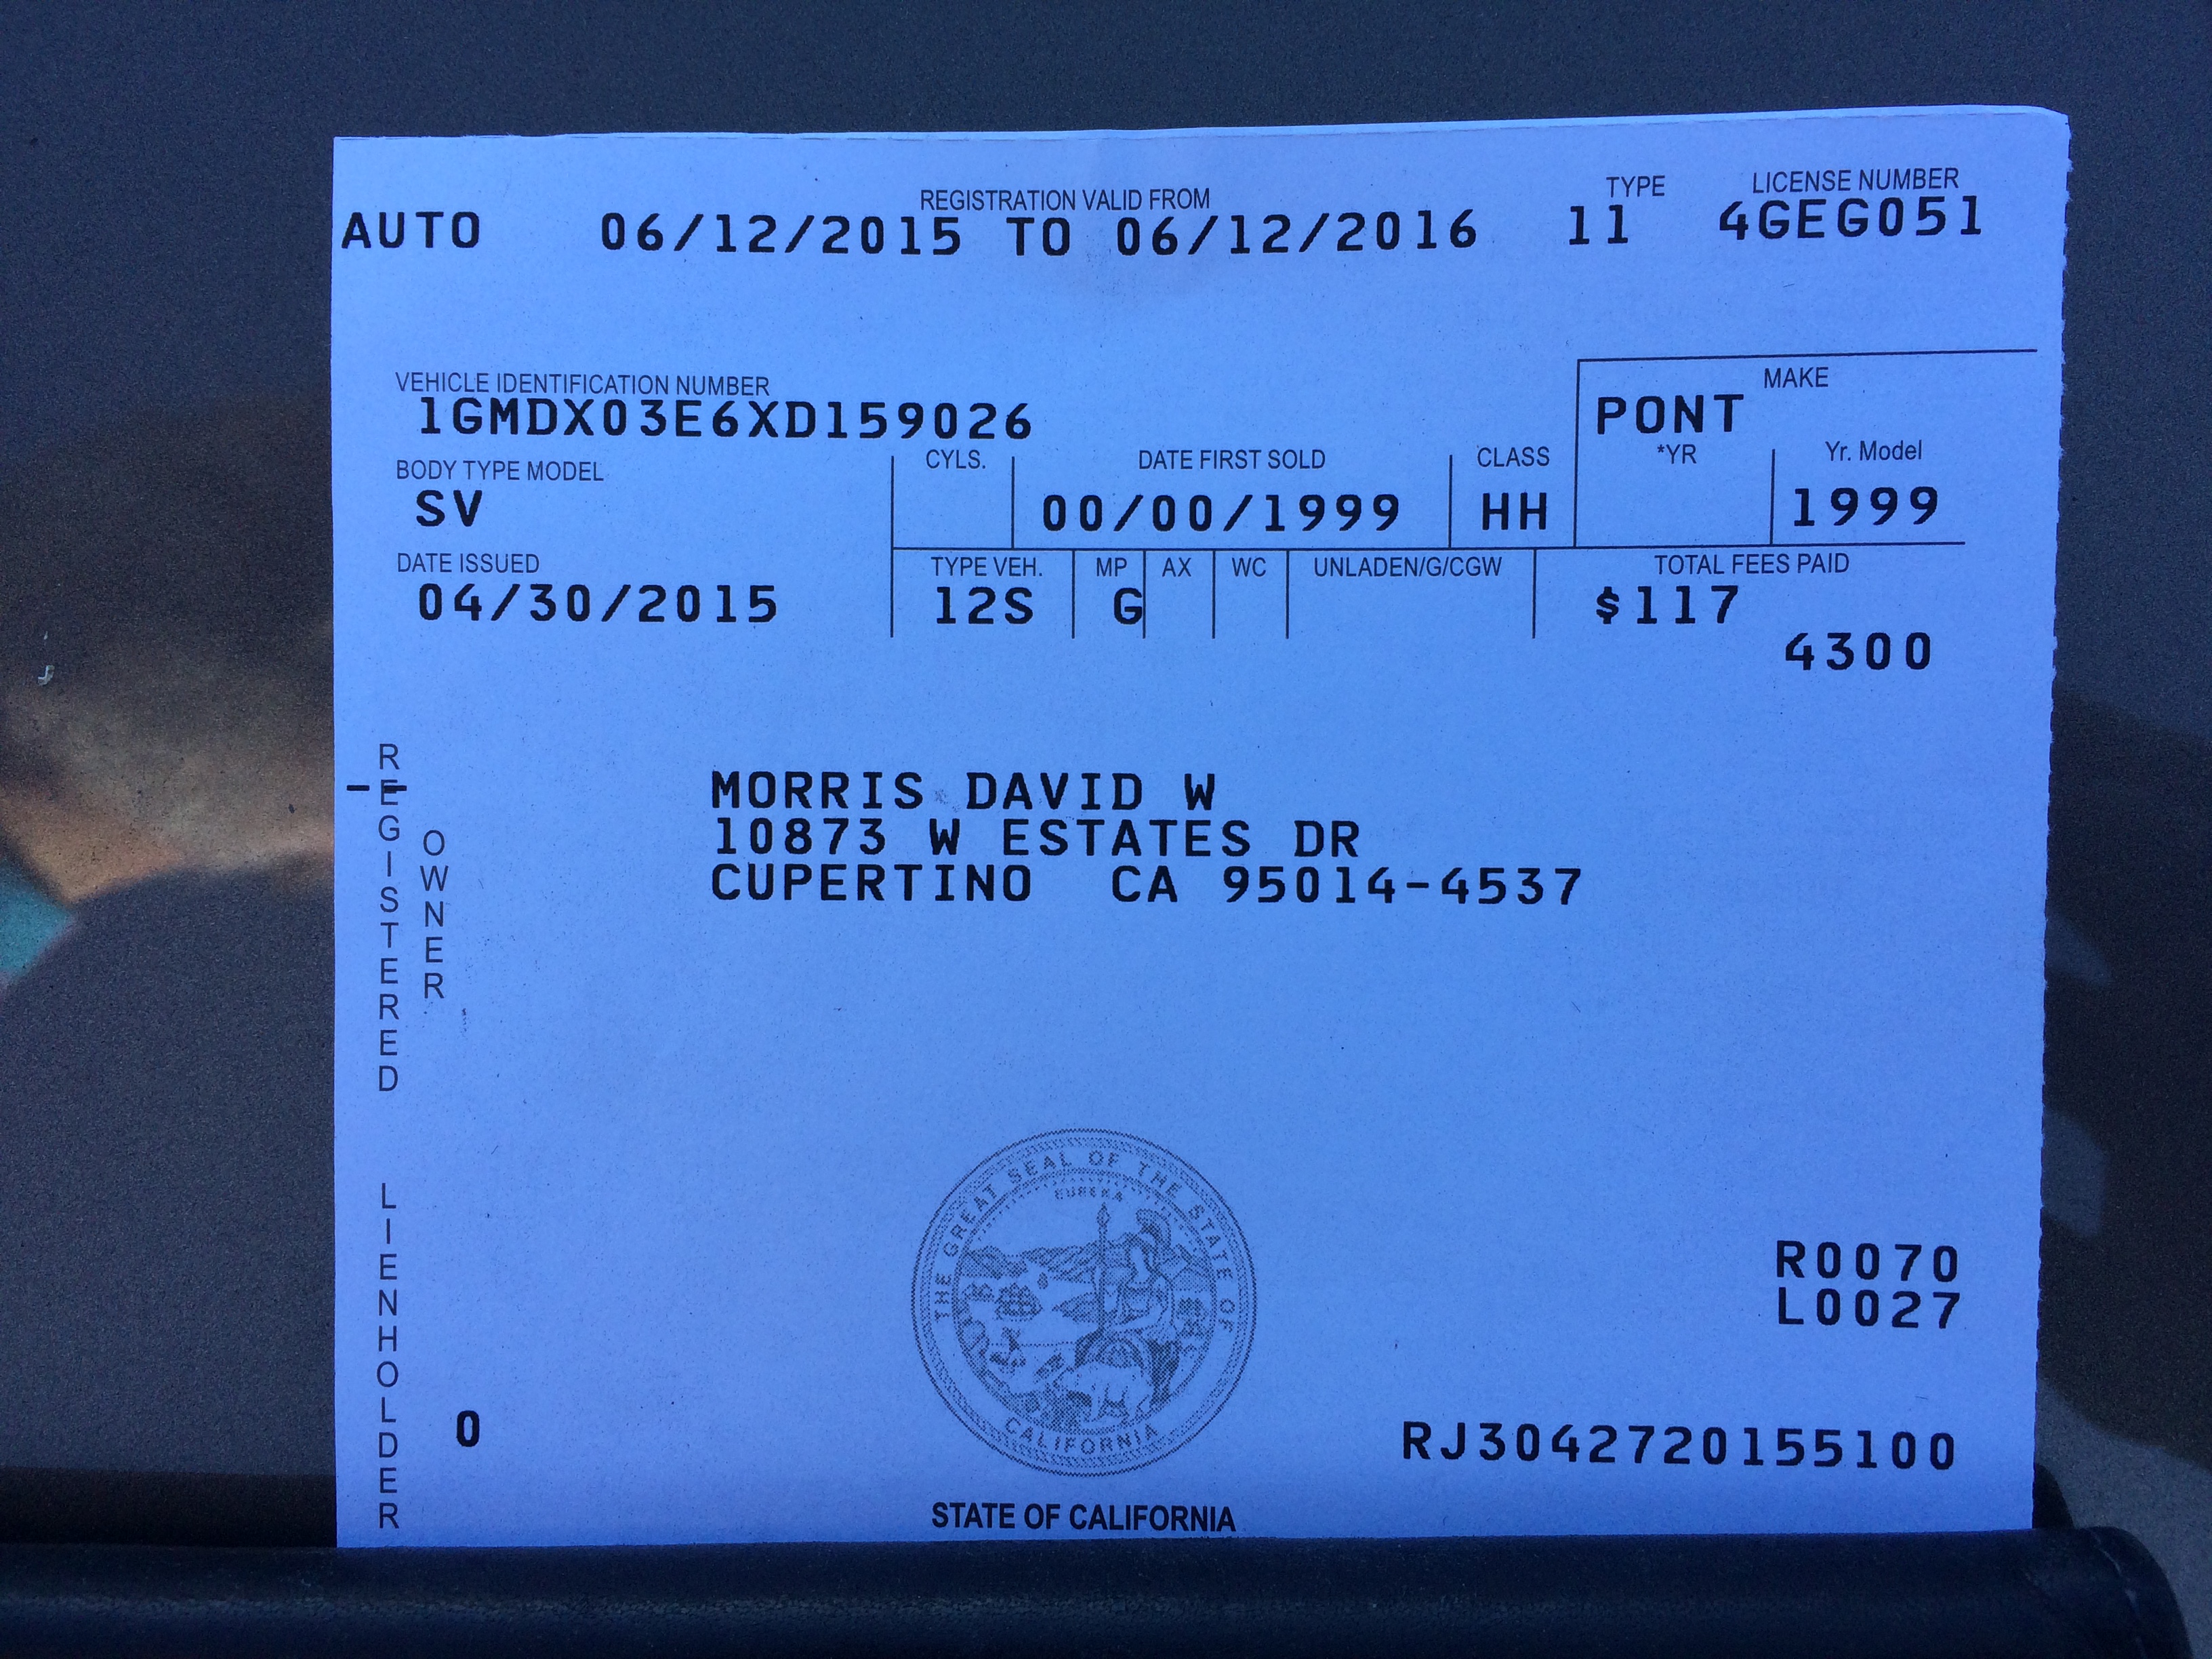 REGISTRATION VALID FROM TYPE LICENSE NUMBER
AUTO 06/12/2015 TO 06/12/2016 11 4GEG051
VEHICLE IDENTIFICATION NUMBER MAKE
1GMDX03E6XD159026 PONT
BODY TYPE MODEL CYLS. DATE FIRST SOLD CLASS *YR Yr. Model
SV 00/00/1999 HH 1999
DATE ISSUED TYPE VEH. MP AX WC UNLADEN/G/CGW TOTAL FEES PAID
04/30/2015 12S G $117
4300
REGISTERED
OWNER
MORRIS DAVID W
10873 W ESTATES DR
CUPERTINO CA 95014-4537
LIENHOLDER
0
THE GREAT SEAL OF THE STATE OF CALIFORNIA
EUREKA
R0070
L0027
RJ3042720155100
STATE OF CALIFORNIA